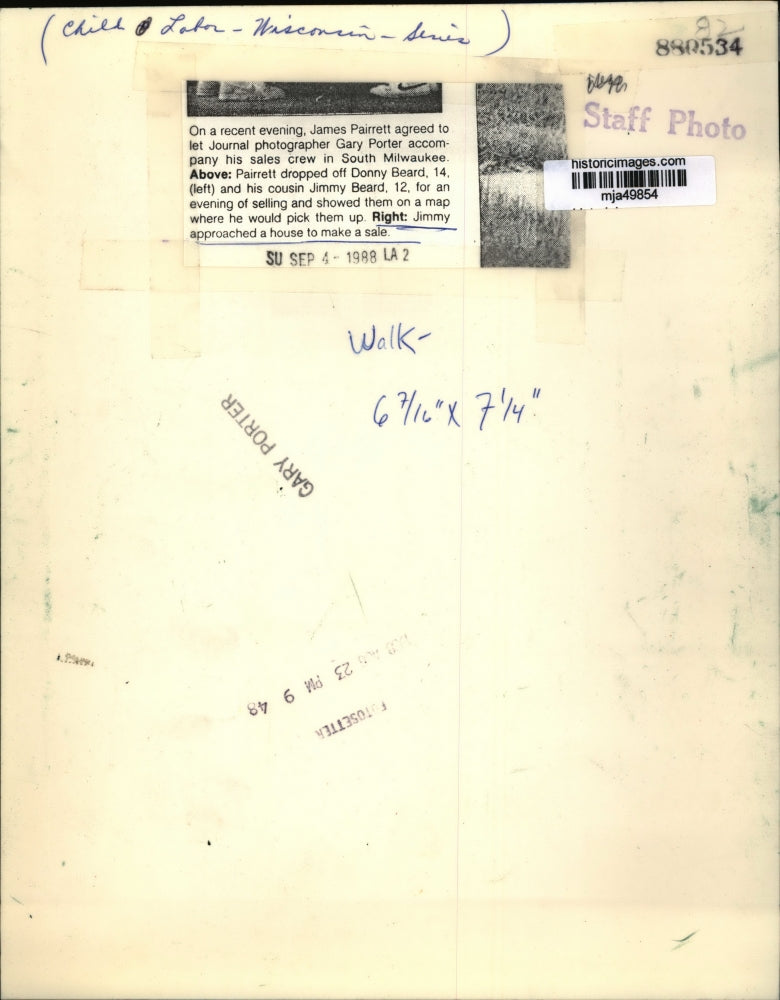 (Child Labor - Wisconsin - Series)
82
880534
Staff Photo
historicimages.com
mja49854
On a recent evening, James Pairrett agreed to
let Journal photographer Gary Porter accom-
pany his sales crew in South Milwaukee.
Above: Pairrett dropped off Donny Beard, 14,
(left) and his cousin Jimmy Beard, 12, for an
evening of selling and showed them on a map
where he would pick them up. Right: Jimmy
approached a house to make a sale.
SU SEP 4 - 1988 LA 2
Walk-
6 7/16" X 7 1/4"
GARY PORTER
AUG 23 PM 9 48
FOTOSETTER